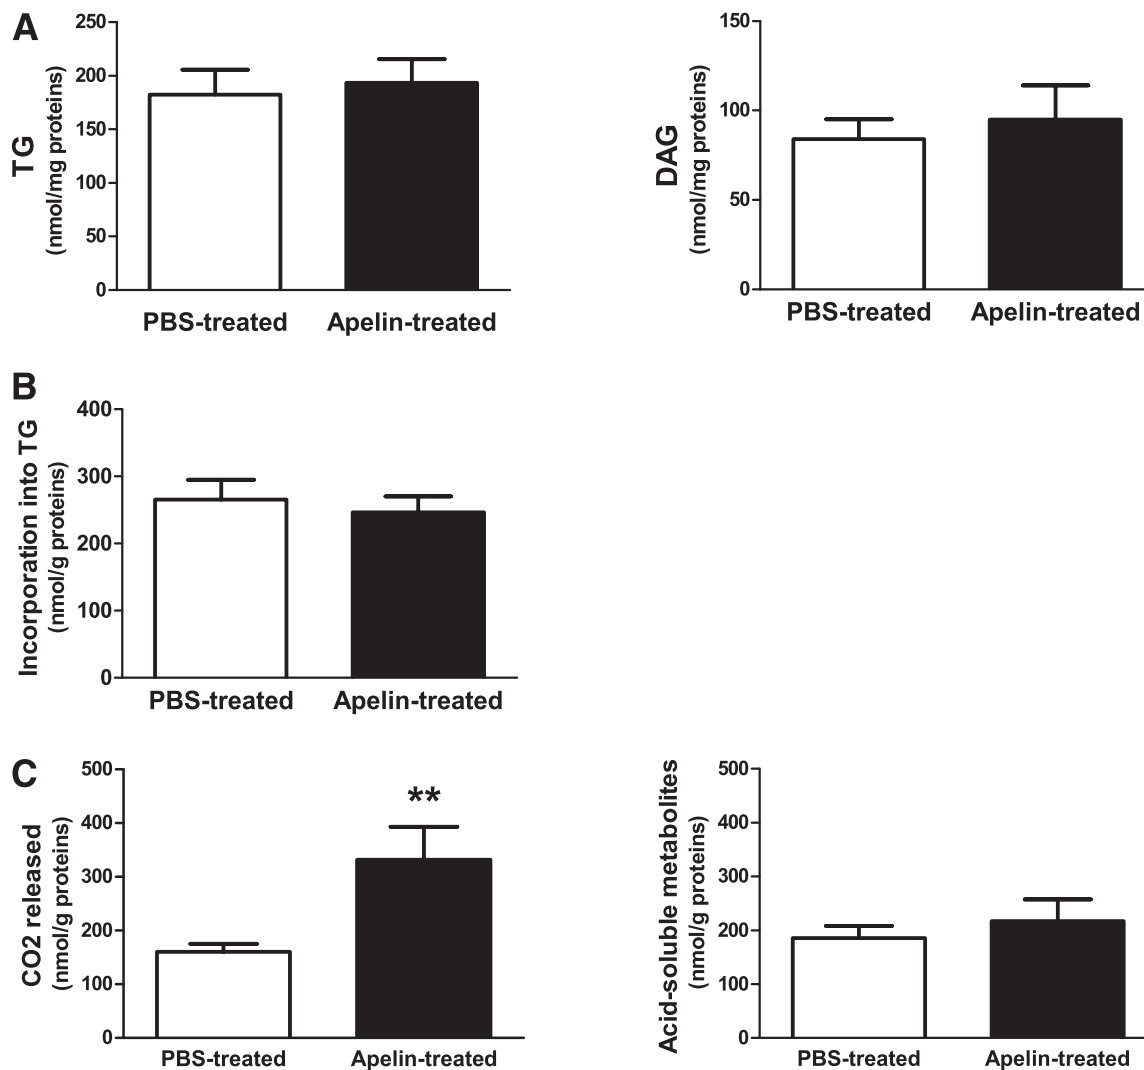 A
TG
(nmol/mg proteins)
250
200
150
100
50
0
PBS-treated Apelin-treated
DAG
(nmol/mg proteins)
150
100
50
0
PBS-treated Apelin-treated
B
Incorporation into TG
(nmol/g proteins)
400
300
200
100
0
PBS-treated Apelin-treated
C
CO2 released
(nmol/g proteins)
500
400
300
200
100
0
**
PBS-treated Apelin-treated
Acid-soluble metabolites
(nmol/g proteins)
500
400
300
200
100
0
PBS-treated Apelin-treated